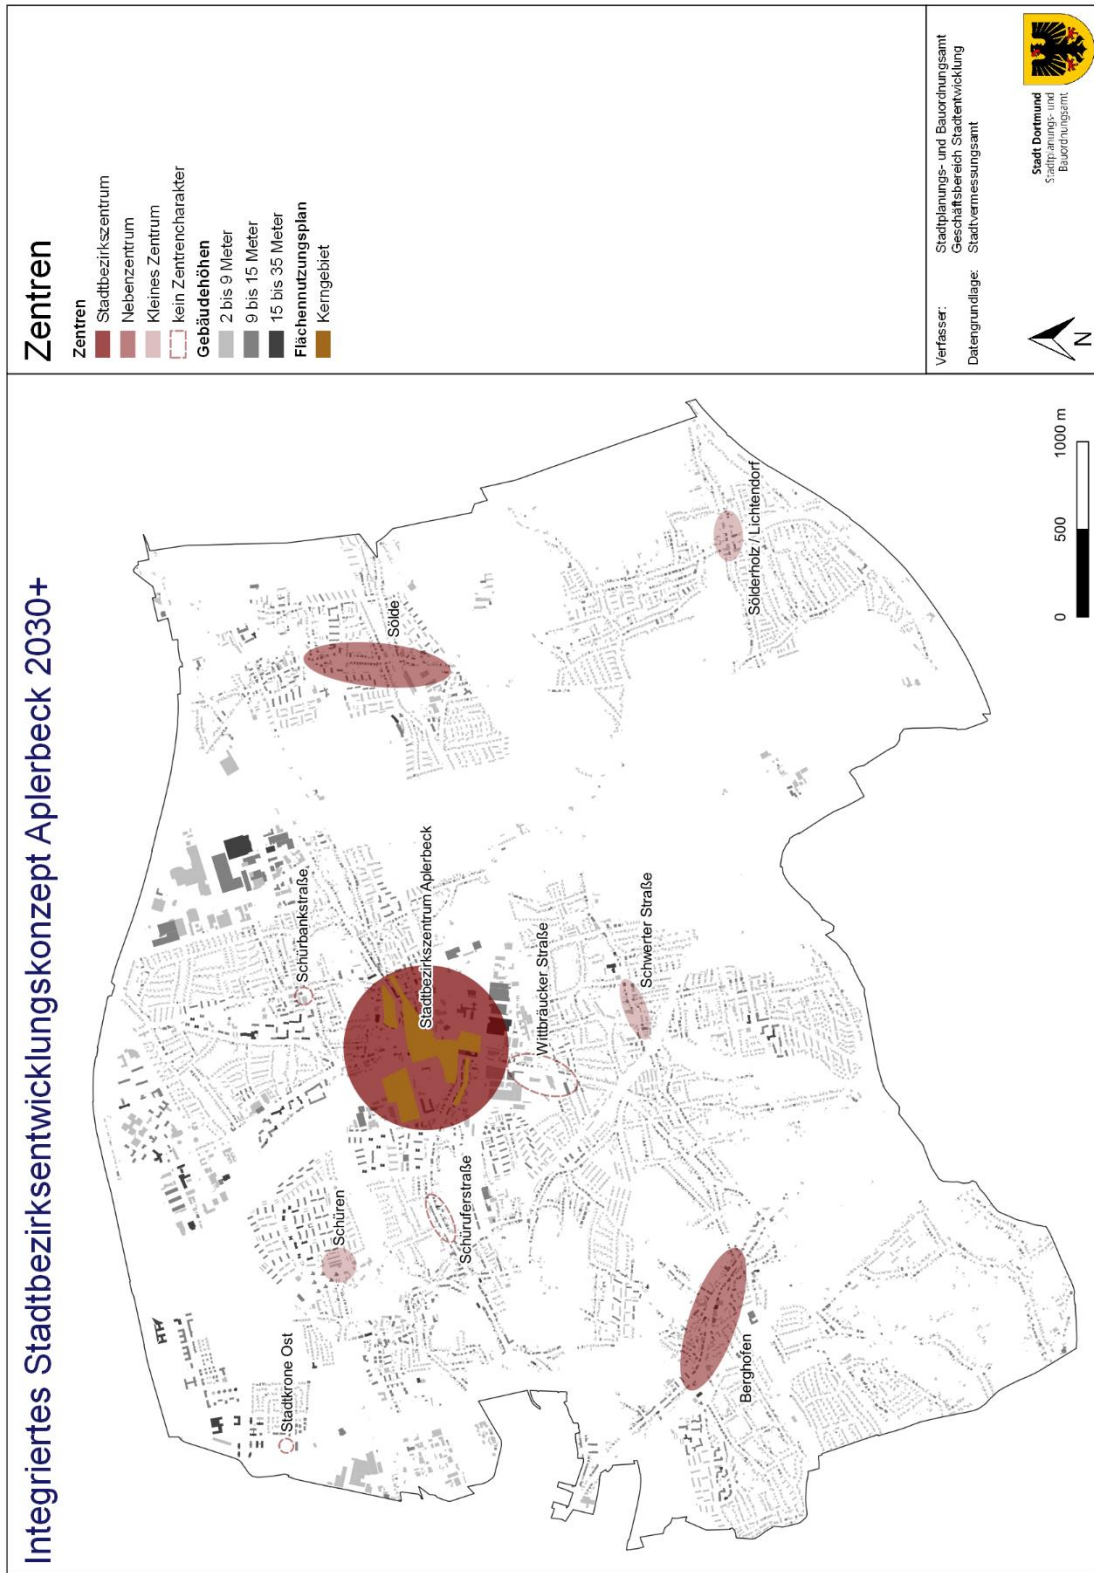 Integriertes Stadtbezirksentwicklungskonzept Aplerbeck 2030+
Zentren
Zentren
Stadtbezirkszentrum
Nebenzentrum
Kleines Zentrum
kein Zentrencharakter
Gebäudehöhen
2 bis 9 Meter
9 bis 15 Meter
15 bis 35 Meter
Flächennutzungsplan
Kerngebiet
Stadtkrone Ost
Schüren
Schürbankstraße
Sölde
Schüruferstraße
Stadtbezirkszentrum Aplerbeck
Wittbräucker Straße
Schwerter Straße
Berghofen
Sölderholz / Lichtendorf
0 500 1000 m
N
Verfasser: Stadtplanungs- und Bauordnungsamt
Geschäftsbereich Stadtentwicklung
Datengrundlage: Stadtvermessungsamt
Stadt Dortmund
Stadtplanungs- und
Bauordnungsamt